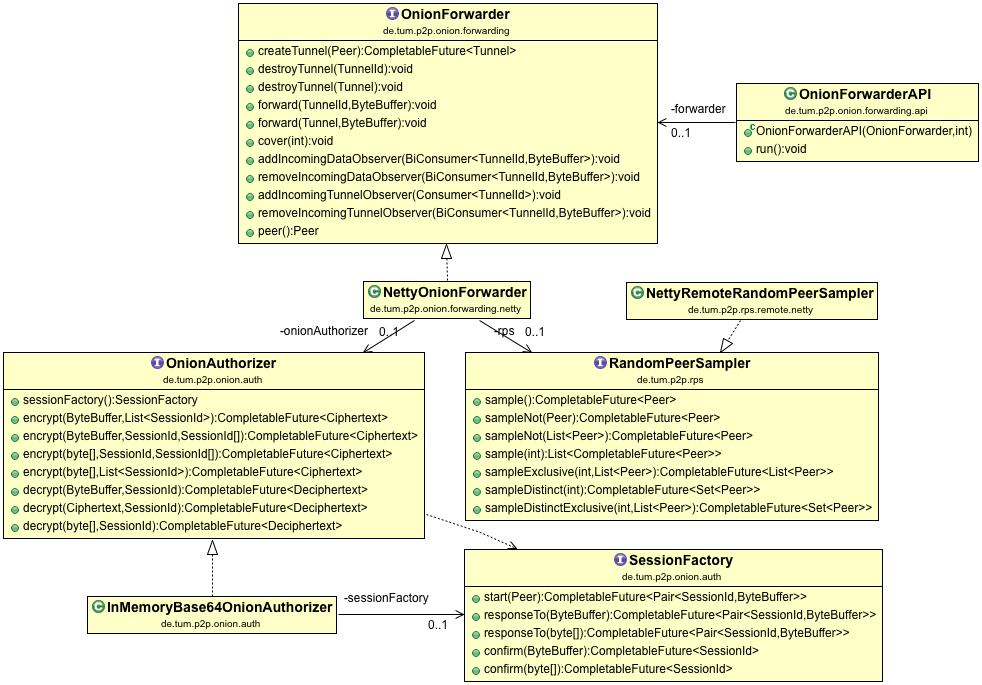 OnionForwarder
de.tum.p2p.onion.forwarding
createTunnel(Peer):CompletableFuture<Tunnel>
destroyTunnel(TunnelId):void
destroyTunnel(Tunnel):void
forward(TunnelId,ByteBuffer):void
forward(Tunnel,ByteBuffer):void
cover(int):void
addIncomingDataObserver(BiConsumer<TunnelId,ByteBuffer>):void
removeIncomingDataObserver(BiConsumer<TunnelId,ByteBuffer>):void
addIncomingTunnelObserver(Consumer<TunnelId>):void
removeIncomingTunnelObserver(BiConsumer<TunnelId,ByteBuffer>):void
peer():Peer
-forwarder
0..1
OnionForwarderAPI
de.tum.p2p.onion.forwarding.api
OnionForwarderAPI(OnionForwarder,int)
run():void
NettyOnionForwarder
de.tum.p2p.onion.forwarding.netty
NettyRemoteRandomPeerSampler
de.tum.p2p.rps.remote.netty
-onionAuthorizer 0..1
-rps 0..1
OnionAuthorizer
de.tum.p2p.onion.auth
sessionFactory():SessionFactory
encrypt(ByteBuffer,List<SessionId>):CompletableFuture<Ciphertext>
encrypt(ByteBuffer,SessionId,SessionId[]):CompletableFuture<Ciphertext>
encrypt(byte[],SessionId,SessionId[]):CompletableFuture<Ciphertext>
encrypt(byte[],List<SessionId>):CompletableFuture<Ciphertext>
decrypt(ByteBuffer,SessionId):CompletableFuture<Deciphertext>
decrypt(Ciphertext,SessionId):CompletableFuture<Deciphertext>
decrypt(byte[],SessionId):CompletableFuture<Deciphertext>
RandomPeerSampler
de.tum.p2p.rps
sample():CompletableFuture<Peer>
sampleNot(Peer):CompletableFuture<Peer>
sampleNot(List<Peer>):CompletableFuture<Peer>
sample(int):List<CompletableFuture<Peer>>
sampleExclusive(int,List<Peer>):CompletableFuture<List<Peer>>
sampleDistinct(int):CompletableFuture<Set<Peer>>
sampleDistinctExclusive(int,List<Peer>):CompletableFuture<Set<Peer>>
InMemoryBase64OnionAuthorizer
de.tum.p2p.onion.auth
-sessionFactory
0..1
SessionFactory
de.tum.p2p.onion.auth
start(Peer):CompletableFuture<Pair<SessionId,ByteBuffer>>
responseTo(ByteBuffer):CompletableFuture<Pair<SessionId,ByteBuffer>>
responseTo(byte[]):CompletableFuture<Pair<SessionId,ByteBuffer>>
confirm(ByteBuffer):CompletableFuture<SessionId>
confirm(byte[]):CompletableFuture<SessionId>